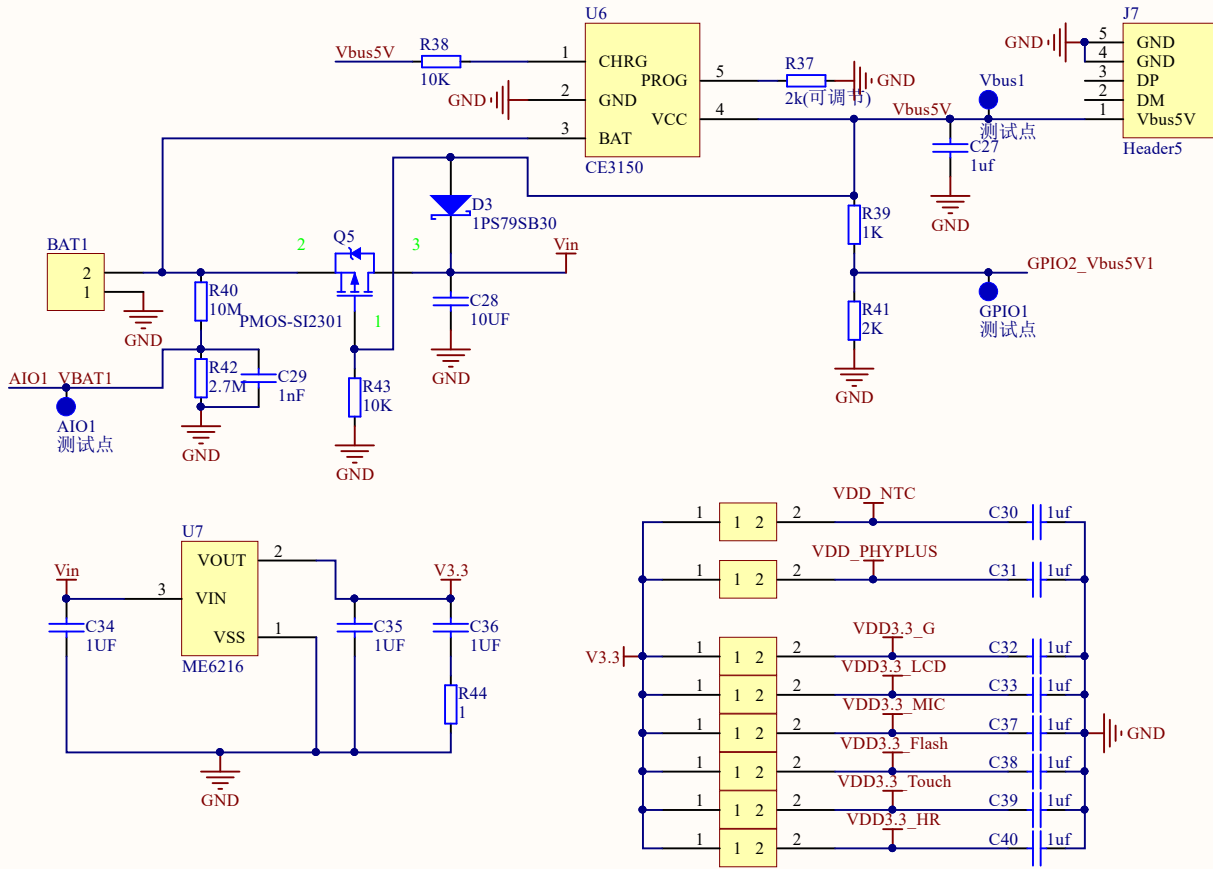 U6
J7
Vbus5V
R38
10K
1
CHRG
2
GND
GND
3
BAT
PROG
5
VCC
4
CE3150
R37
2k(可调节)
GND
Vbus5V
Vbus1
测试点
C27
1uf
GND
GND
5
GND
4
GND
3
DP
2
DM
1
Vbus5V
Header5
D3
1PS79SB30
R39
1K
BAT1
2
1
GND
2
Q5
3
Vin
GPIO2_Vbus5V1
R40
10M
PMOS-SI2301
1
C28
10UF
GND
R41
2K
GPIO1
测试点
GND
AIO1_VBAT1
R42
2.7M
C29
1nF
R43
10K
AIO1
测试点
GND
GND
U7
Vin
VOUT
2
V3.3
3
VIN
VSS
1
ME6216
C34
1UF
C35
1UF
C36
1UF
R44
1
GND
VDD_NTC
1
1 2
2
C30
1uf
VDD_PHYPLUS
1
1 2
2
C31
1uf
VDD3.3_G
V3.3
1
1 2
2
C32
1uf
VDD3.3_LCD
1
1 2
2
C33
1uf
VDD3.3_MIC
1
1 2
2
C37
1uf
GND
VDD3.3_Flash
1
1 2
2
C38
1uf
VDD3.3_Touch
1
1 2
2
C39
1uf
VDD3.3_HR
1
1 2
2
C40
1uf